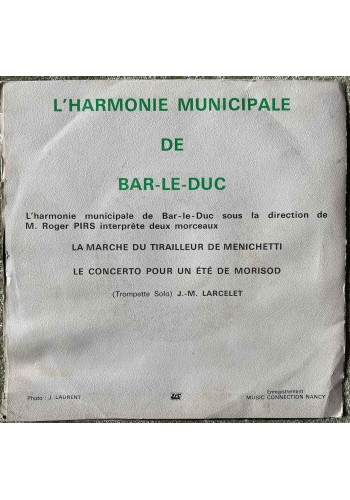 L'HARMONIE MUNICIPALE
DE
BAR-LE-DUC
L'harmonie municipale de Bar-le-Duc sous la direction de
M. Roger PIRS interprète deux morceaux
LA MARCHE DU TIRAILLEUR DE MENICHETTI
LE CONCERTO POUR UN ÉTÉ DE MORISOD
(Trompette Solo) J.-M. LARCELET
Photo : J. LAURENT
Enregistrement
MUSIC CONNECTION NANCY